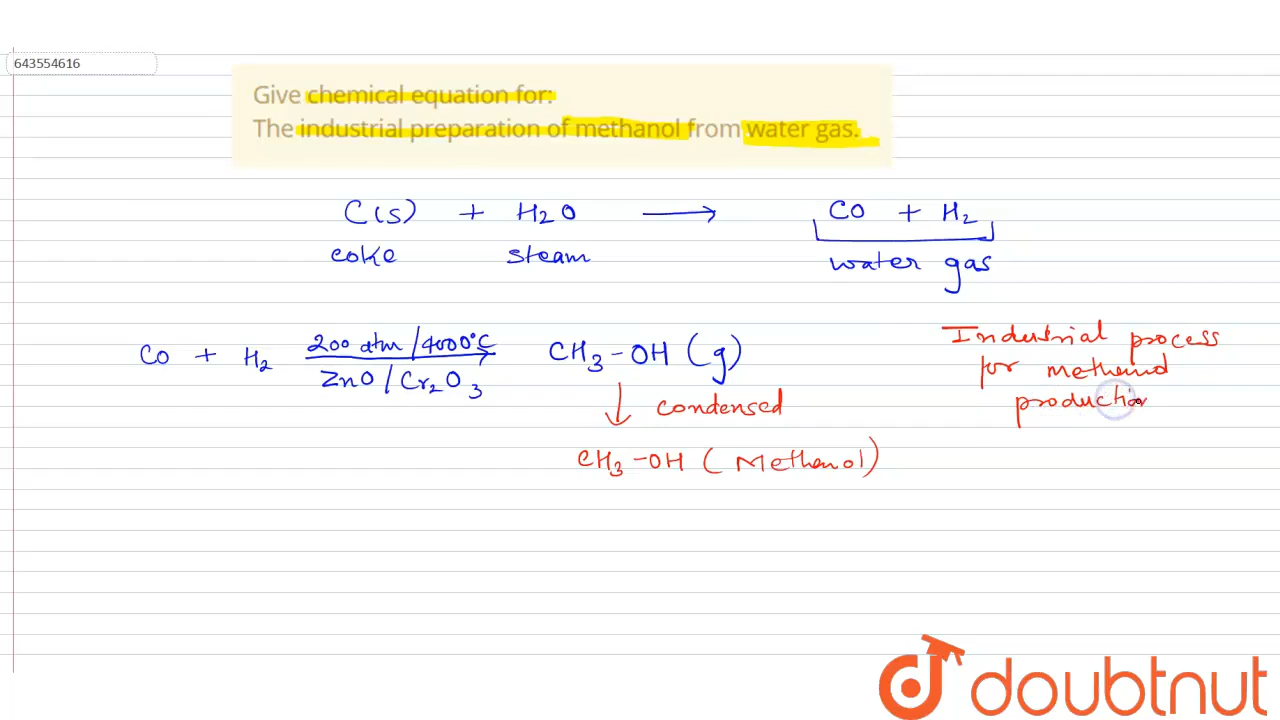 643554616
Give chemical equation for:
The industrial preparation of methanol from water gas.
C(s) + H2O ⟶ CO + H2
coke steam water gas
CO + H2 200 atm/4000°C CH3-OH (g)
ZnO/Cr2O3
↓ condensed
CH3-OH (Methanol)
Industrial process
for methanol
production
doubtnut